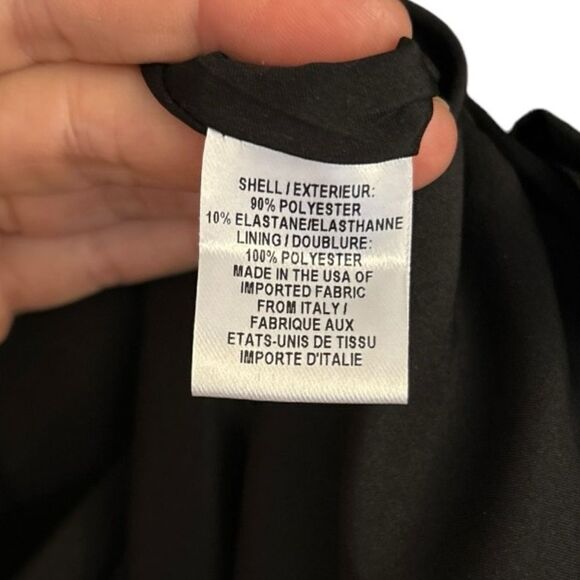 SHELL / EXTERIEUR:
90% POLYESTER
10% ELASTANE/ELASTHANNE
LINING / DOUBLURE:
100% POLYESTER
MADE IN THE USA OF
IMPORTED FABRIC
FROM ITALY /
FABRIQUE AUX
ETATS-UNIS DE TISSU
IMPORTE D'ITALIE